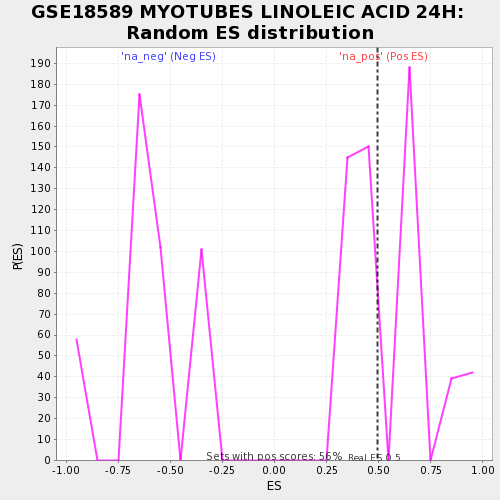 GSE18589 MYOTUBES LINOLEIC ACID 24H:
Random ES distribution
'na_neg' (Neg ES)
'na_pos' (Pos ES)
190
180
170
160
150
140
130
120
110
100
90
80
70
60
50
40
30
20
10
0
P(ES)
Sets with pos scores: 56%
Real ES 0.5
-1.00 -0.75 -0.50 -0.25 0.00 0.25 0.50 0.75 1.00
ES